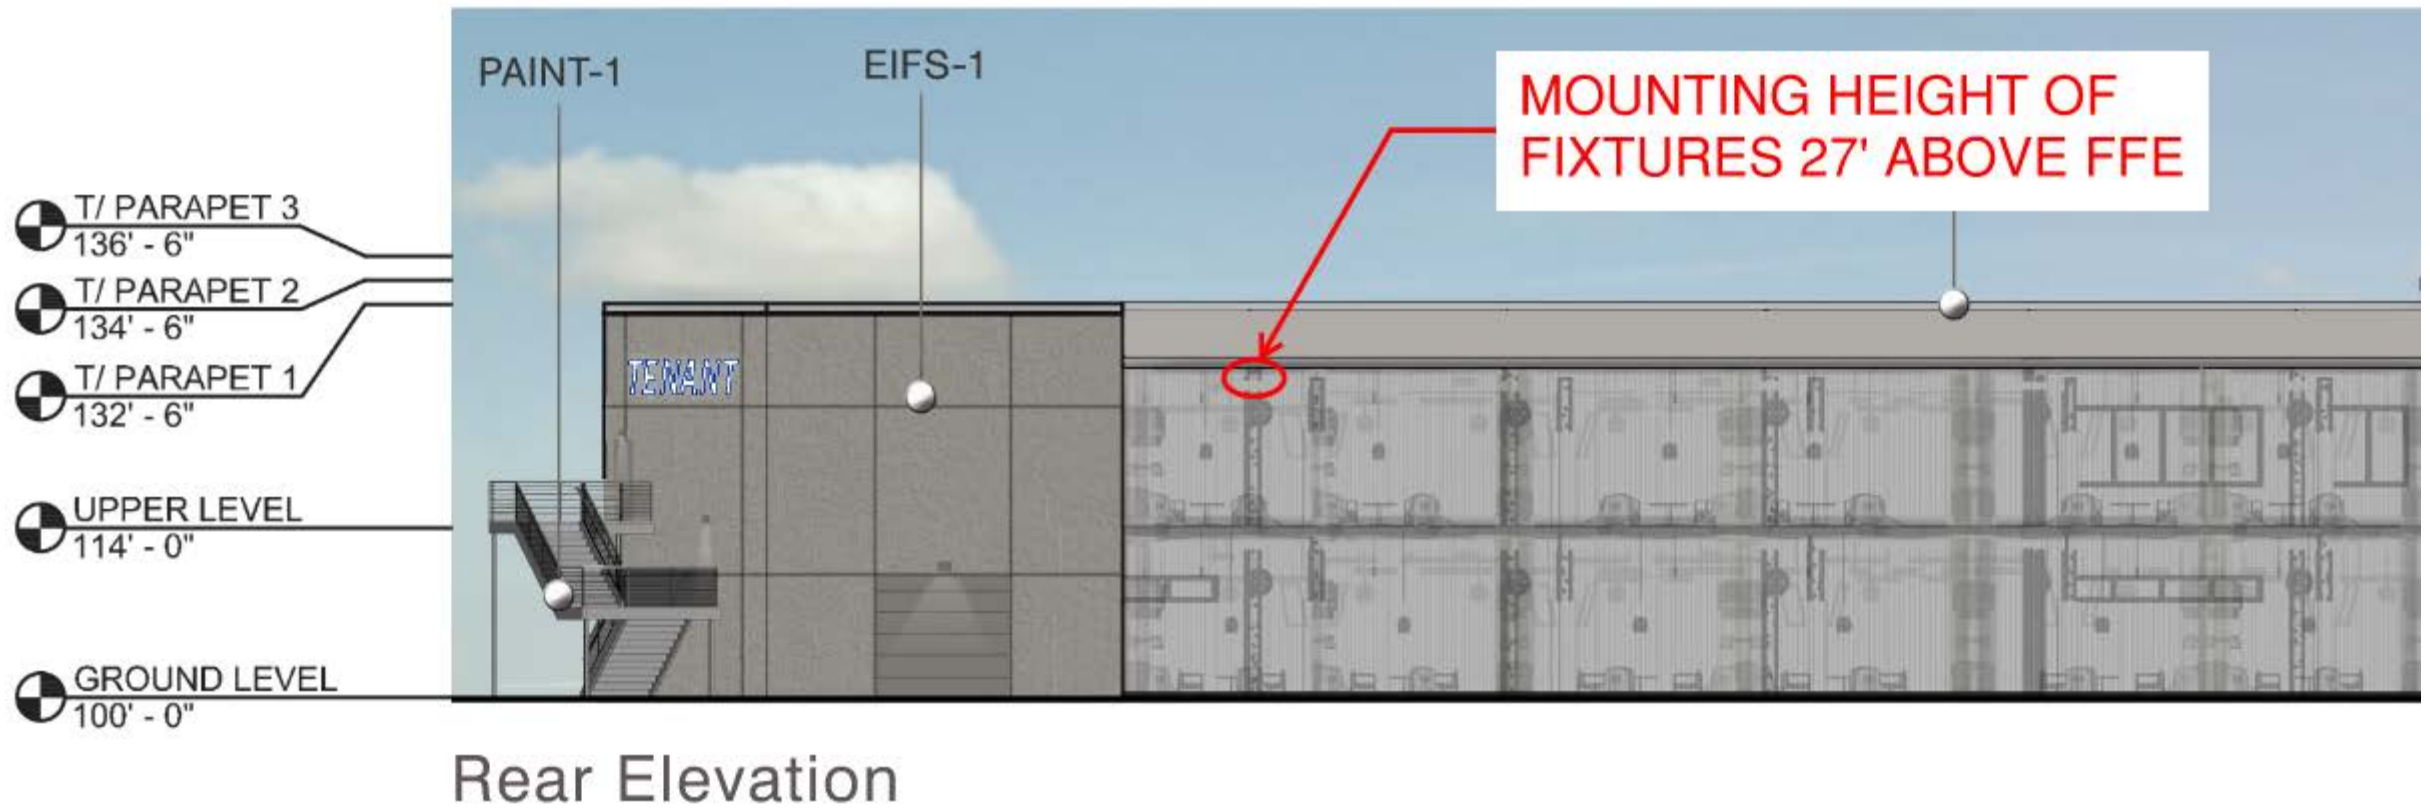 PAINT-1
EIFS-1
MOUNTING HEIGHT OF
FIXTURES 27' ABOVE FFE
T/ PARAPET 3
136' - 6"
T/ PARAPET 2
134' - 6"
T/ PARAPET 1
132' - 6"
TENANT
UPPER LEVEL
114' - 0"
GROUND LEVEL
100' - 0"
Rear Elevation